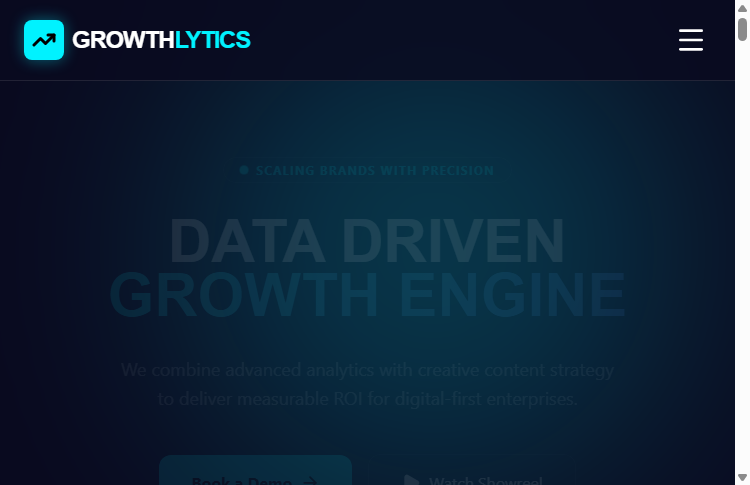 GROWTHLYTICS
SCALING BRANDS WITH PRECISION
DATA DRIVEN
GROWTH ENGINE
We combine advanced analytics with creative content strategy
to deliver measurable ROI for digital-first enterprises.
Book a Demo → Watch Showreel